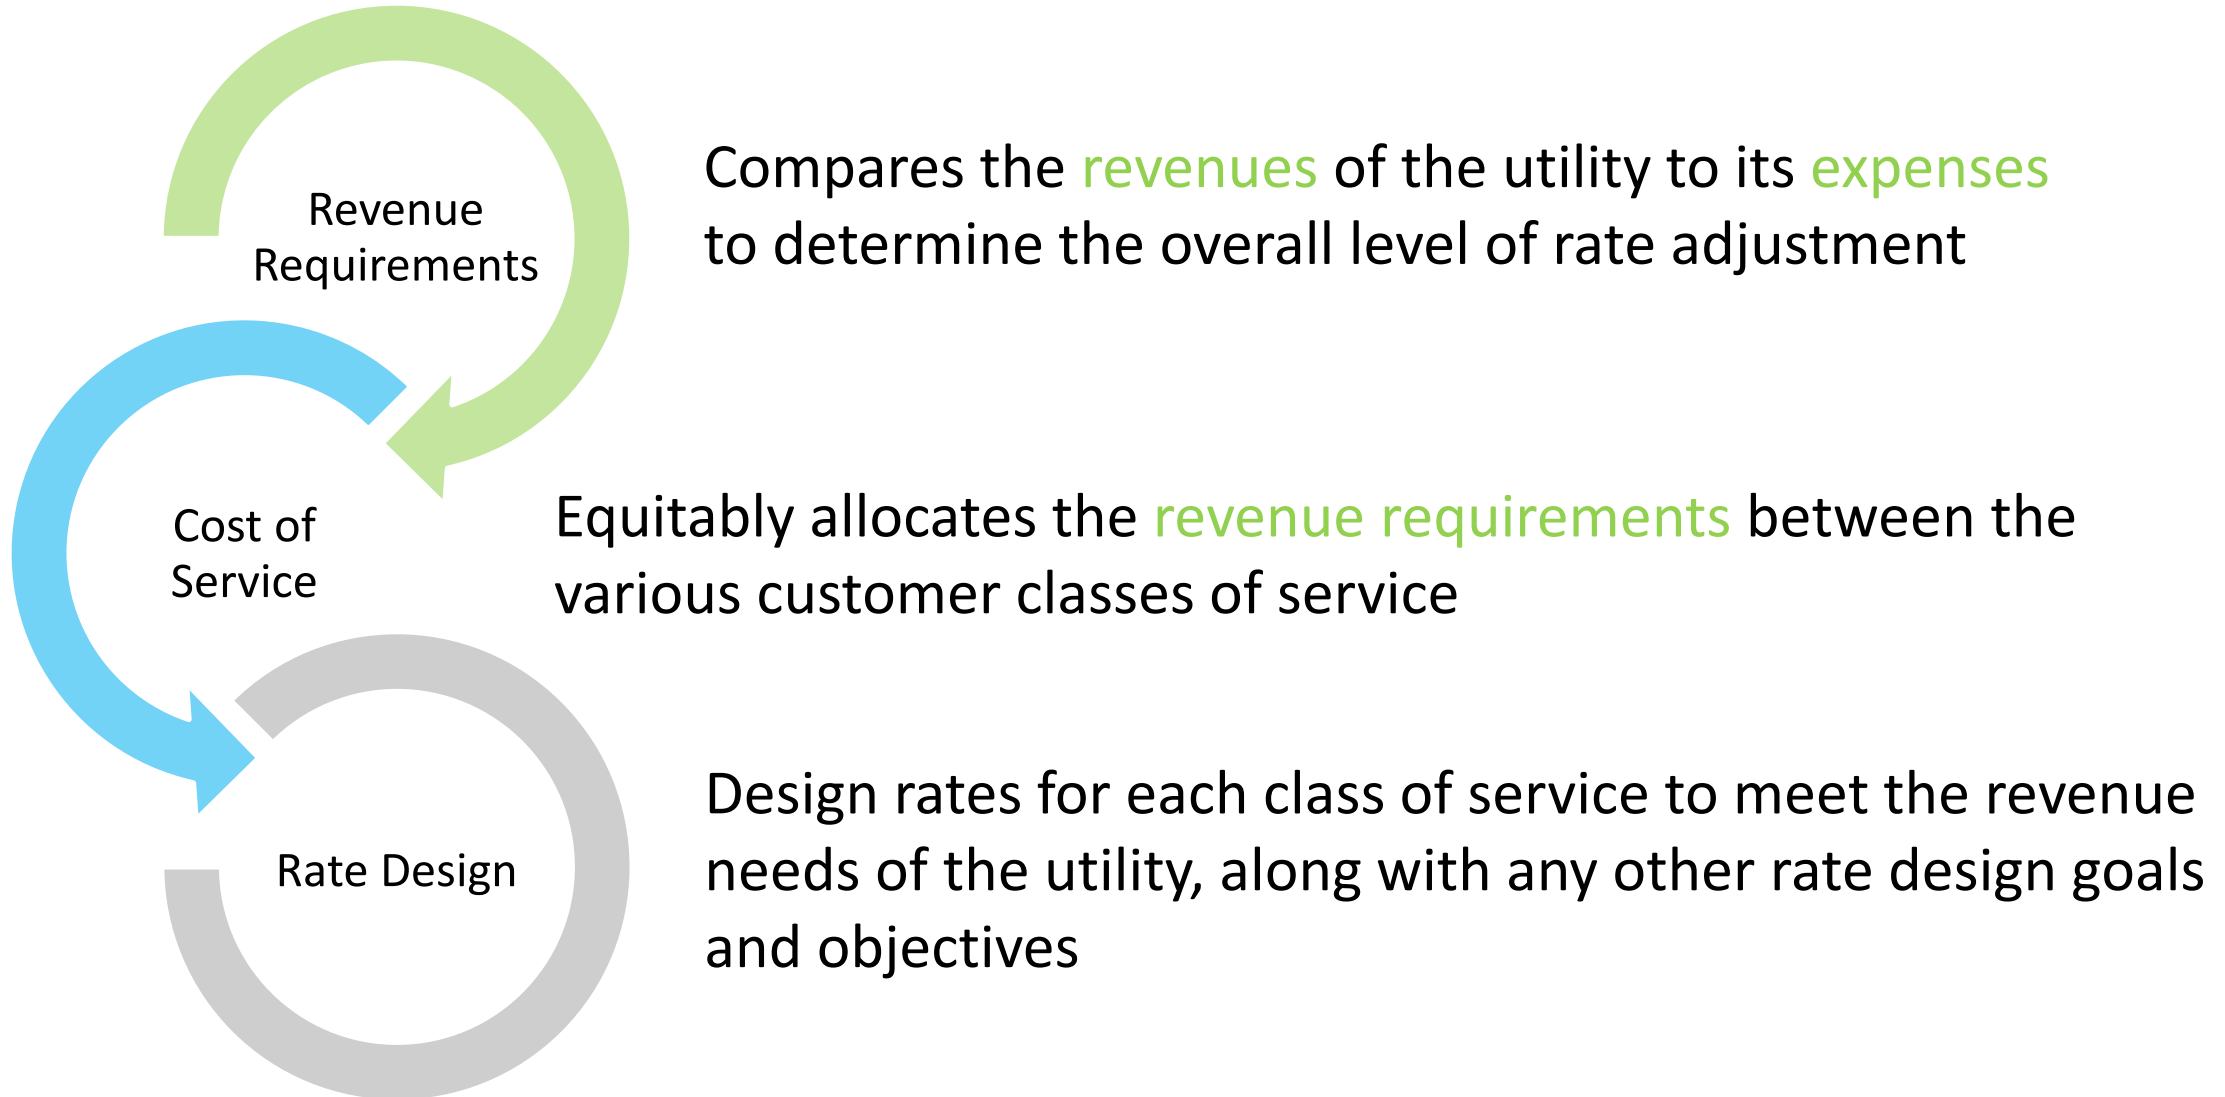 Revenue
Requirements
Compares the revenues of the utility to its expenses
to determine the overall level of rate adjustment
Cost of
Service
Equitably allocates the revenue requirements between the
various customer classes of service
Rate Design
Design rates for each class of service to meet the revenue
needs of the utility, along with any other rate design goals
and objectives